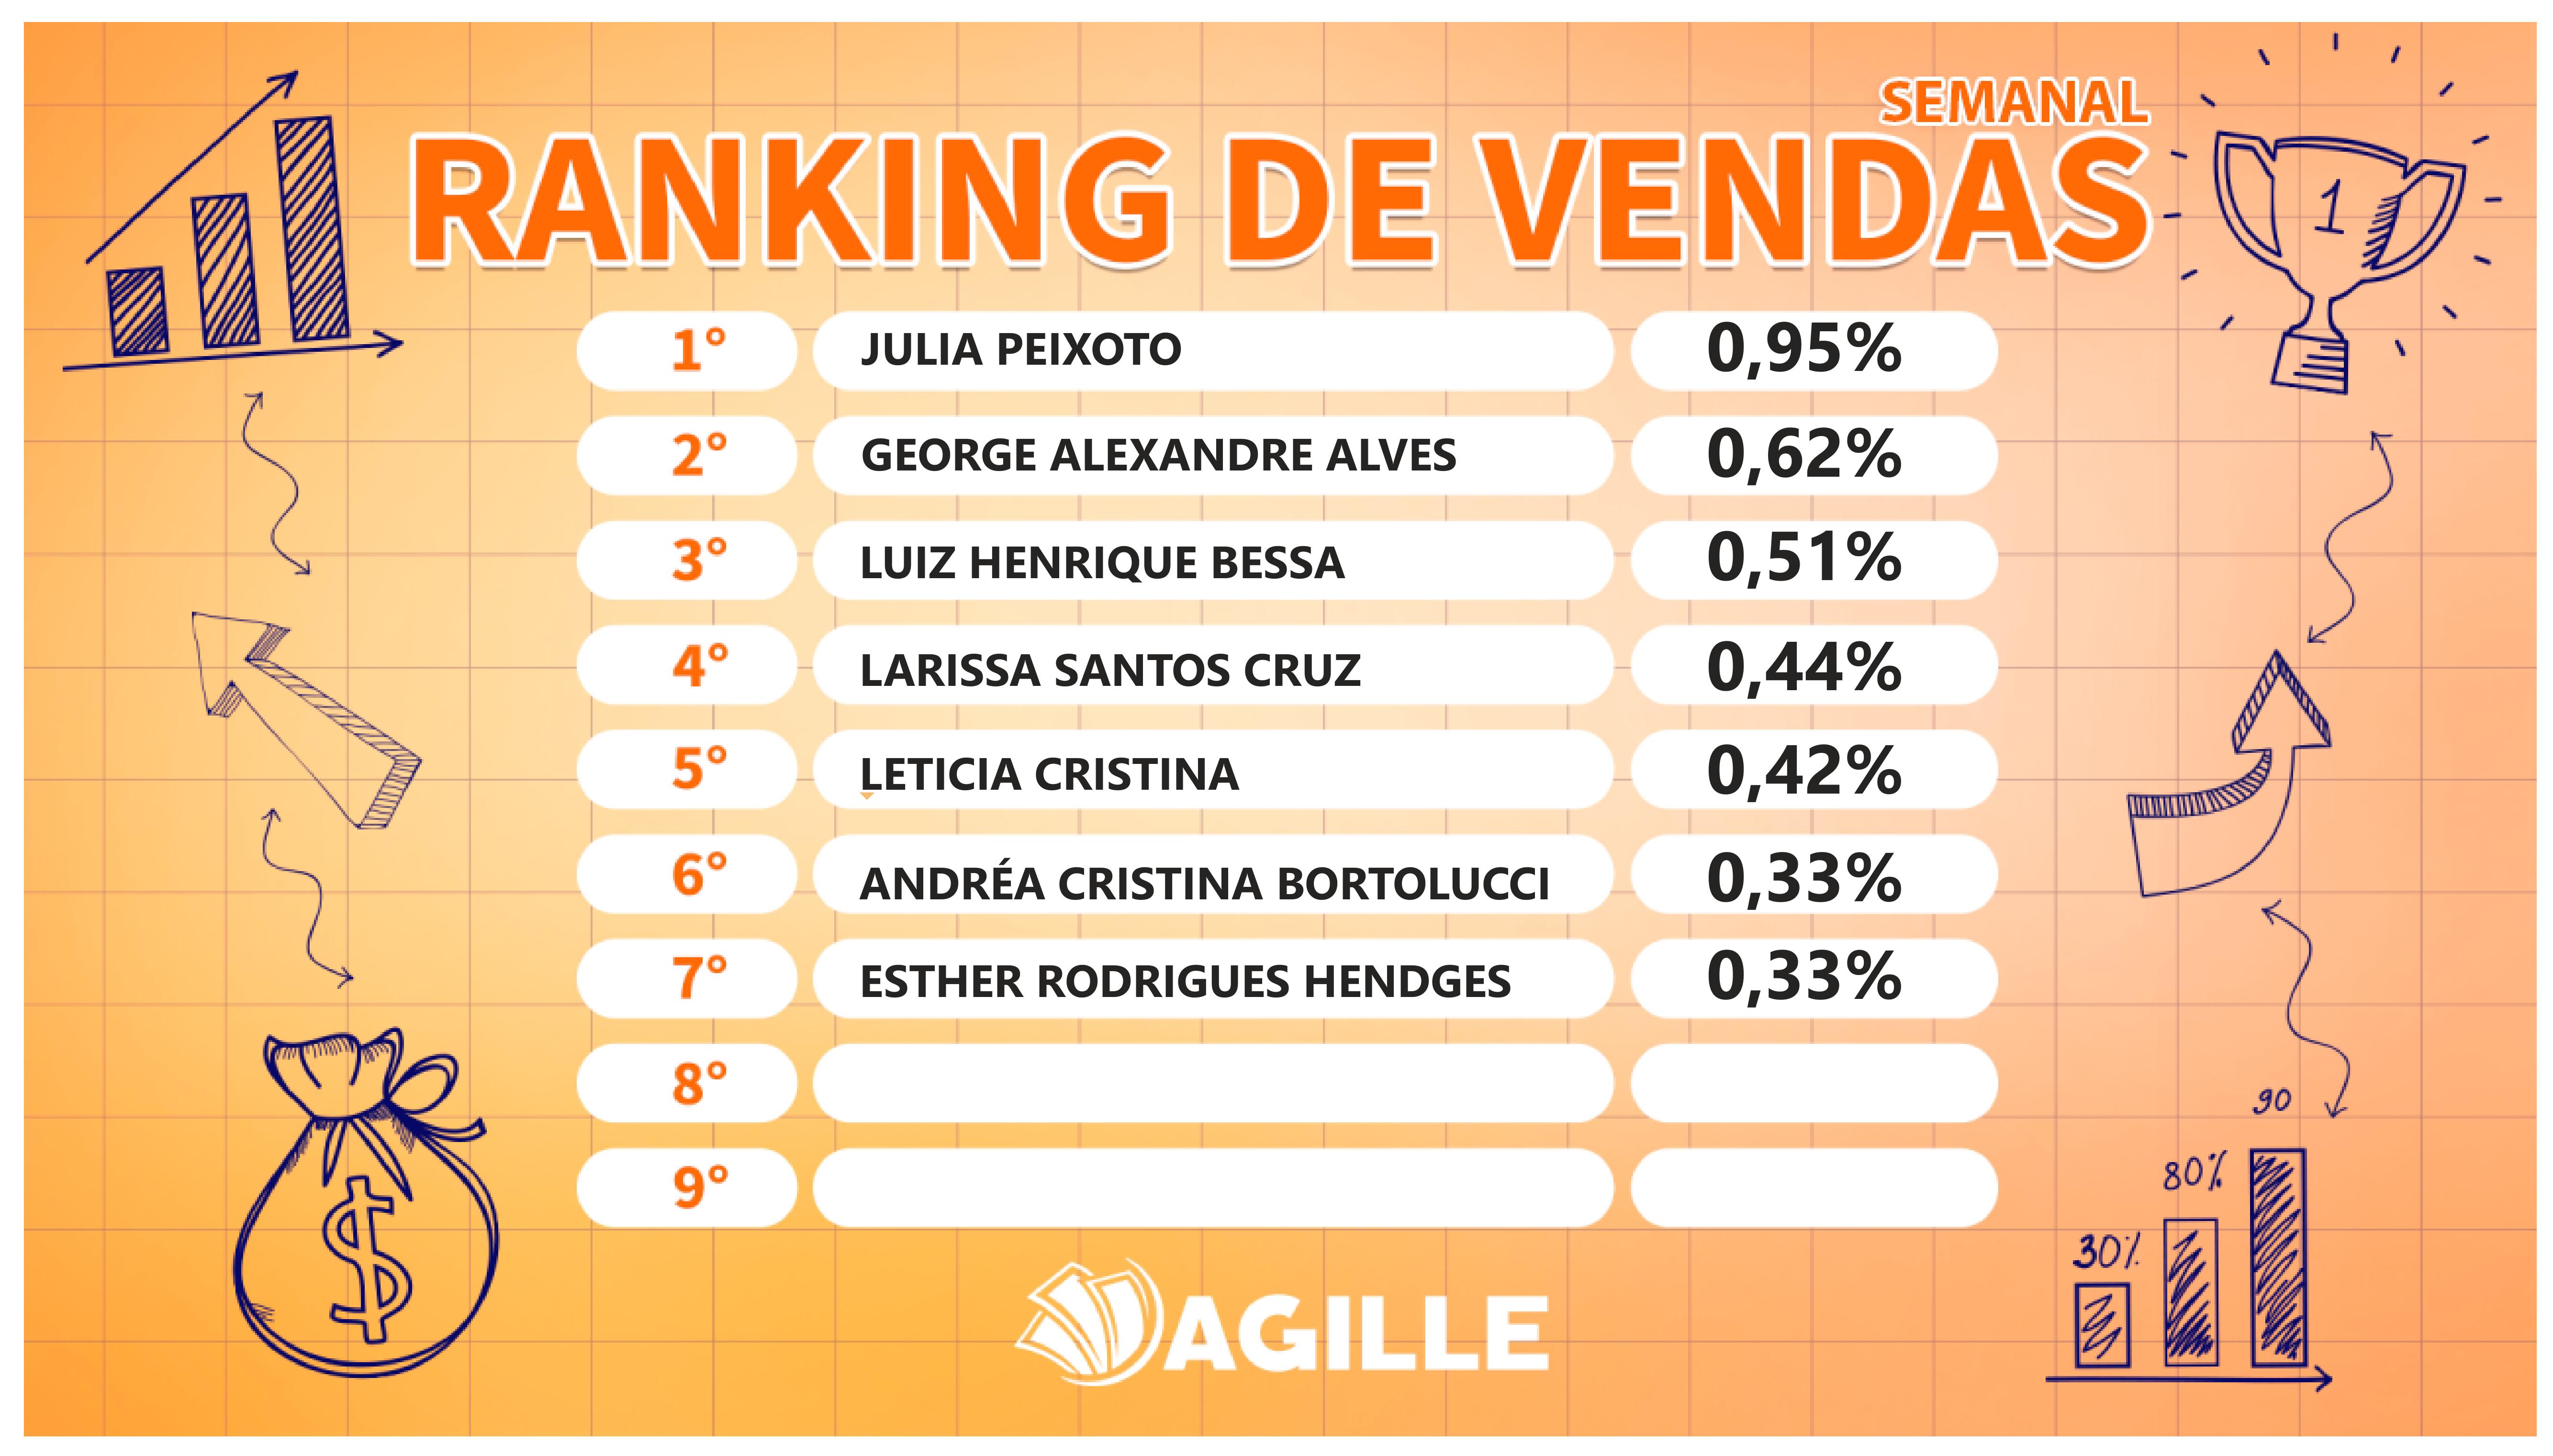 SEMANAL
RANKING DE VENDAS
1
1° JULIA PEIXOTO 0,95%
2° GEORGE ALEXANDRE ALVES 0,62%
3° LUIZ HENRIQUE BESSA 0,51%
4° LARISSA SANTOS CRUZ 0,44%
5° LETICIA CRISTINA 0,42%
6° ANDRÉA CRISTINA BORTOLUCCI 0,33%
7° ESTHER RODRIGUES HENDGES 0,33%
8°
9°
90
80%
30%
$
AGILLE